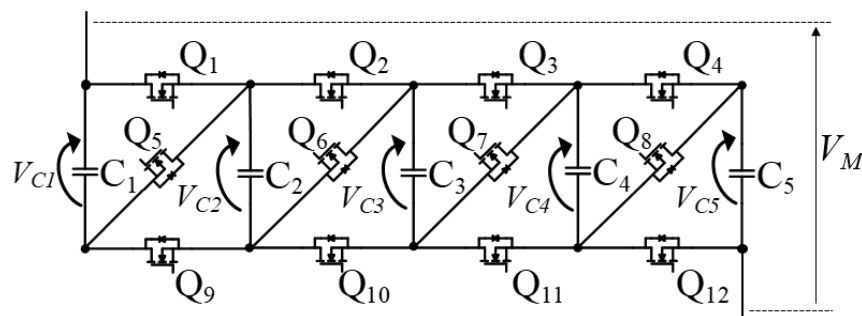 Q1 Q2 Q3 Q4
Q5 Q6 Q7 Q8
VC1 C1 VC2 C2 VC3 C3 VC4 C4 VC5 C5 VM
Q9 Q10 Q11 Q12